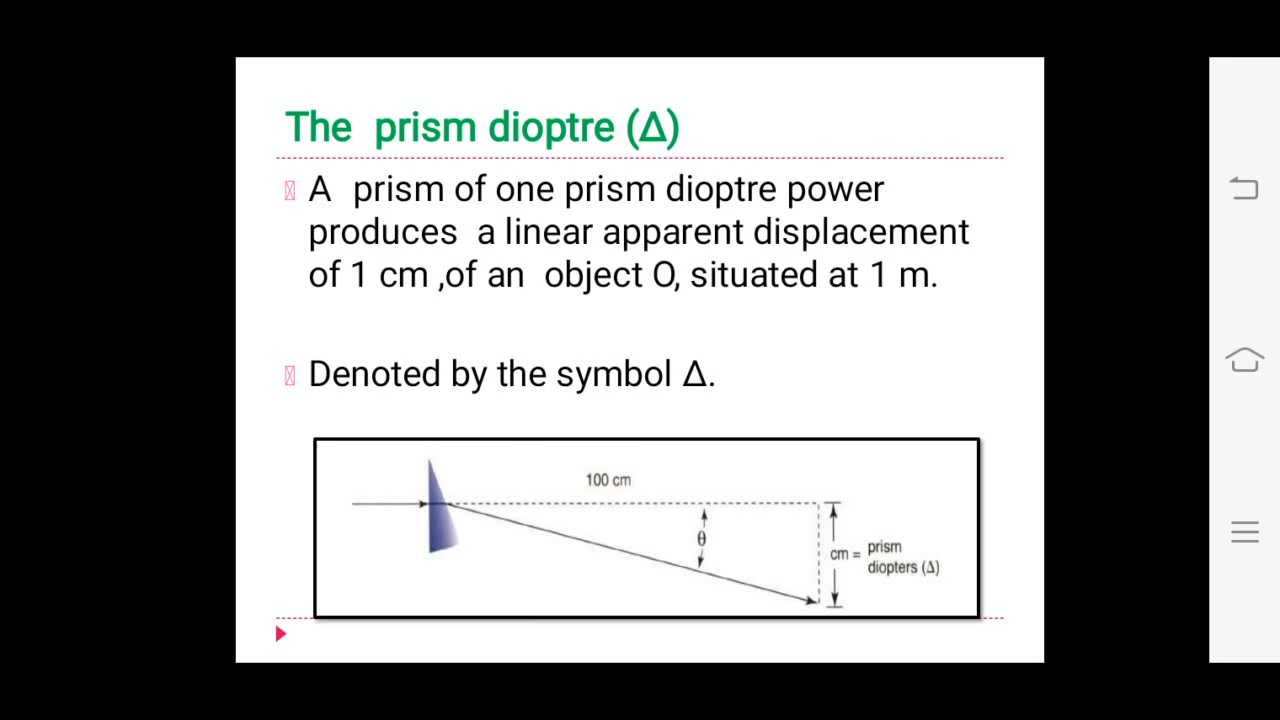 The prism dioptre (Δ)
A prism of one prism dioptre power
produces a linear apparent displacement
of 1 cm ,of an object O, situated at 1 m.
Denoted by the symbol Δ.
100 cm
θ
cm = prism
diopters (Δ)